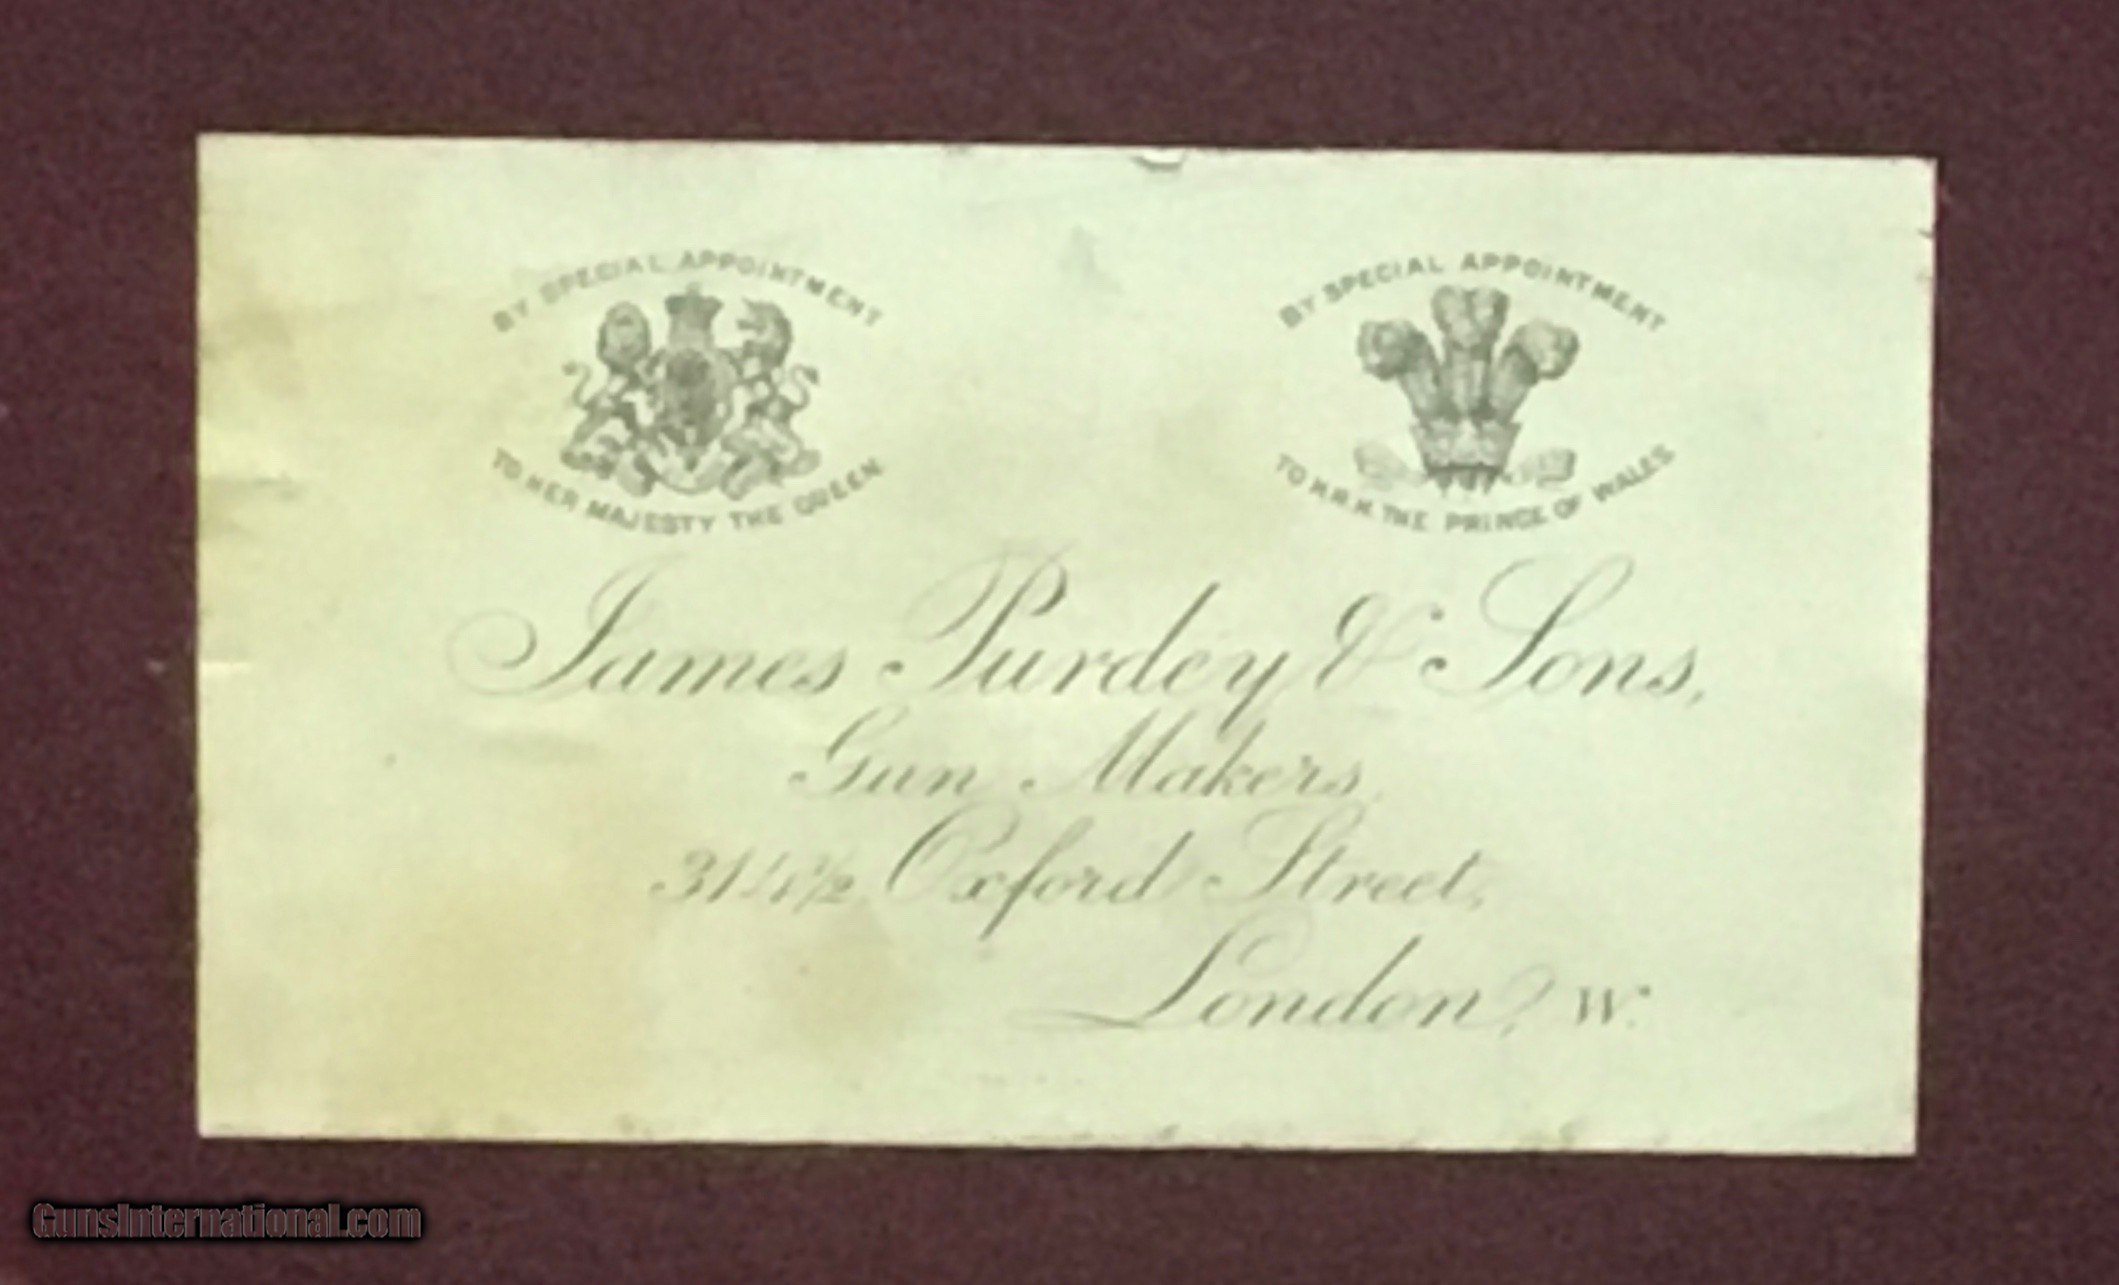 BY SPECIAL APPOINTMENT
TO HER MAJESTY THE QUEEN
BY SPECIAL APPOINTMENT
TO H.R.H. THE PRINCE OF WALES
James Purdey & Sons,
Gun Makers,
314½, Oxford Street,
London, W.
GunsInternational.com